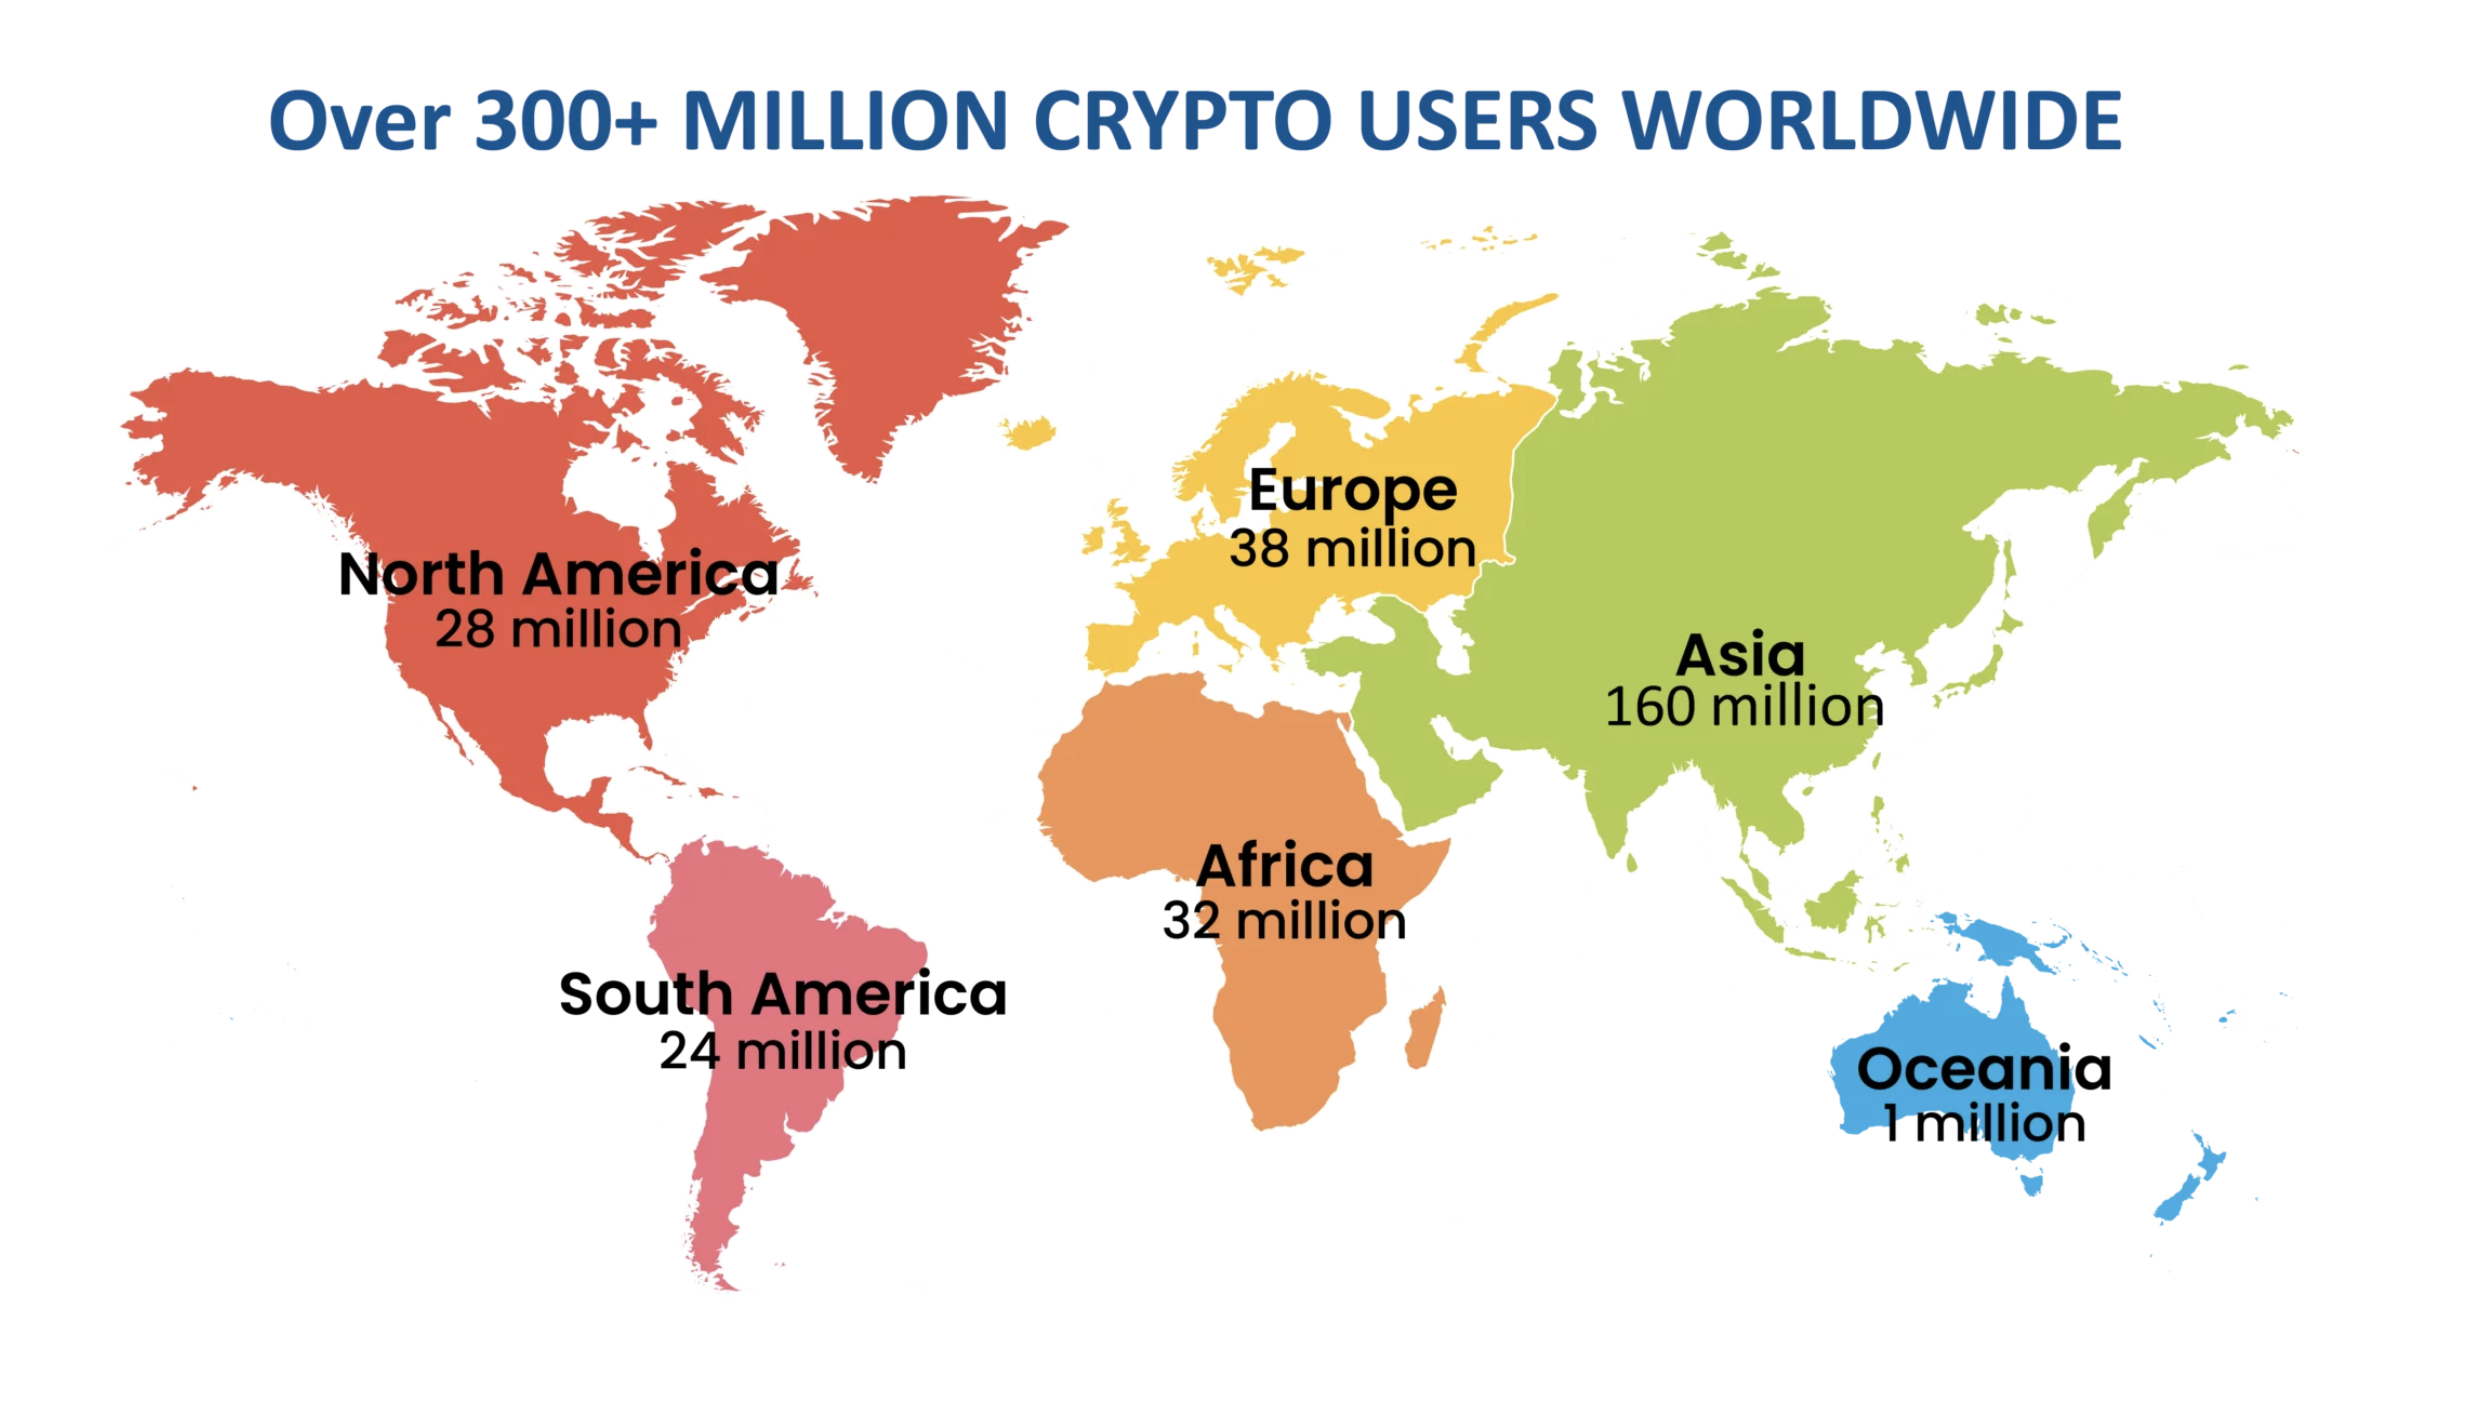 Over 300+ MILLION CRYPTO USERS WORLDWIDE
Europe
38 million
North America
28 million
Asia
160 million
Africa
32 million
South America
24 million
Oceania
1 million